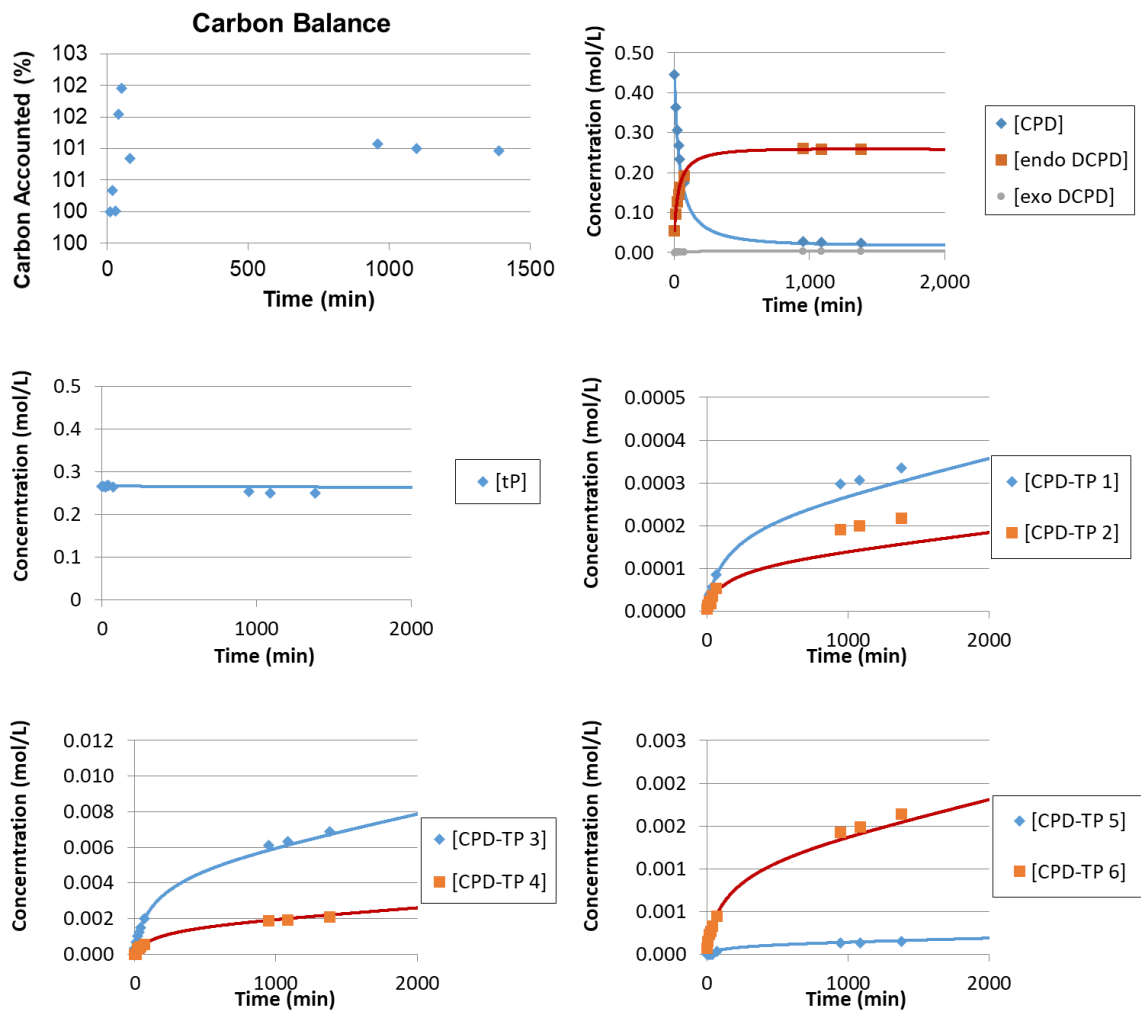 Carbon Balance
Carbon Accounted (%)
103
102
102
101
101
100
100
0
500
1000
1500
Time (min)
Concerntration (mol/L)
0.50
0.40
0.30
0.20
0.10
0.00
0
1,000
2,000
Time (min)
[CPD]
[endo DCPD]
[exo DCPD]
Concerntration (mol/L)
0.5
0.4
0.3
0.2
0.1
0
0
1000
2000
Time (min)
[tP]
Concerntration (mol/L)
0.0005
0.0004
0.0003
0.0002
0.0001
0.0000
0
1000
2000
Time (min)
[CPD-TP 1]
[CPD-TP 2]
Concerntration (mol/L)
0.012
0.010
0.008
0.006
0.004
0.002
0.000
0
1000
2000
Time (min)
[CPD-TP 3]
[CPD-TP 4]
Concerntration (mol/L)
0.003
0.002
0.002
0.001
0.001
0.000
0
1000
2000
Time (min)
[CPD-TP 5]
[CPD-TP 6]